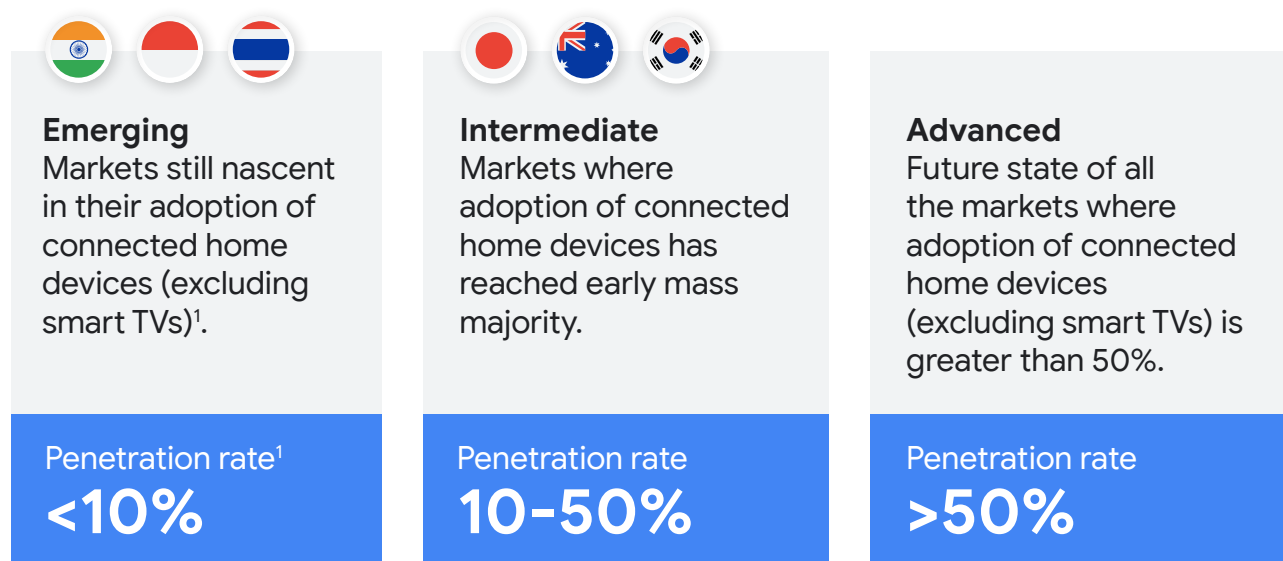 Emerging
Markets still nascent
in their adoption of
connected home
devices (excluding
smart TVs)¹.
Penetration rate¹
<10%
Intermediate
Markets where
adoption of connected
home devices has
reached early mass
majority.
Penetration rate
10-50%
Advanced
Future state of all
the markets where
adoption of connected
home devices
(excluding smart TVs) is
greater than 50%.
Penetration rate
>50%